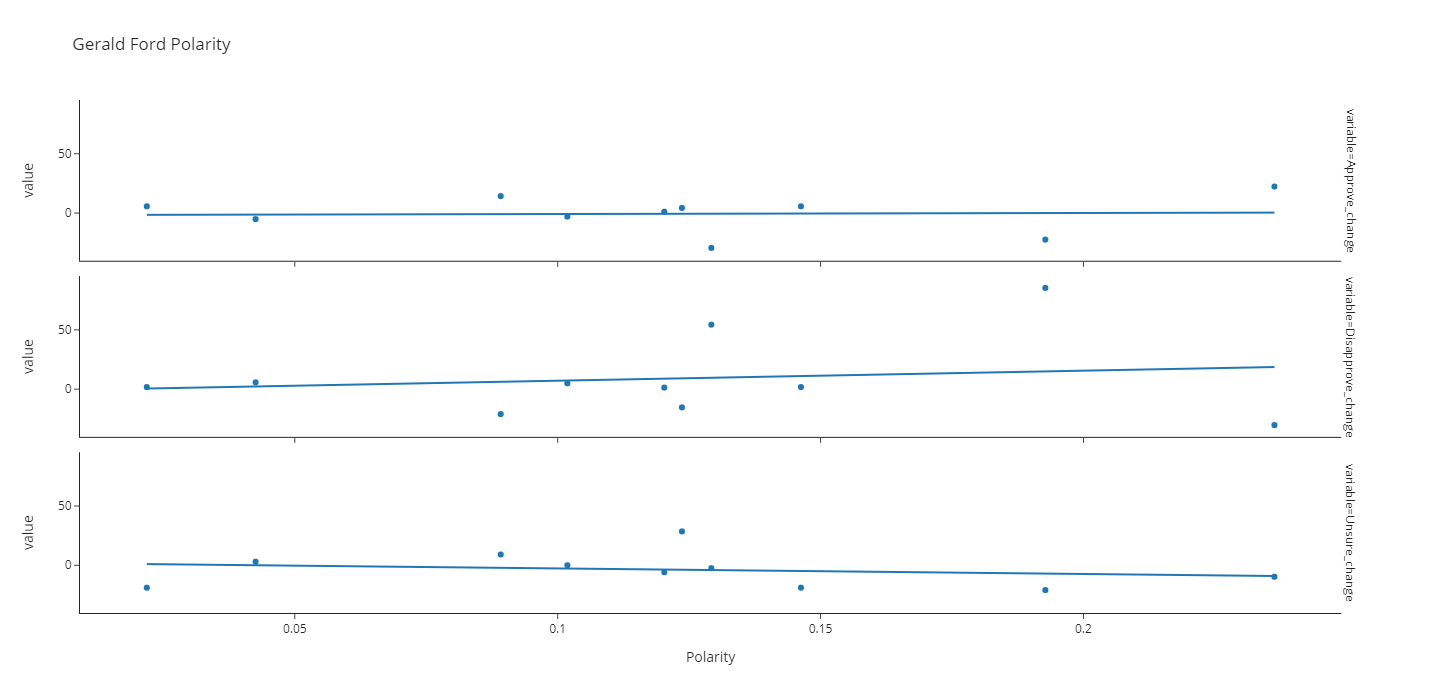 Gerald Ford Polarity
value
50
0
variable=Approve_change
value
50
0
variable=Disapprove_change
value
50
0
variable=Unsure_change
0.05
0.1
0.15
0.2
Polarity